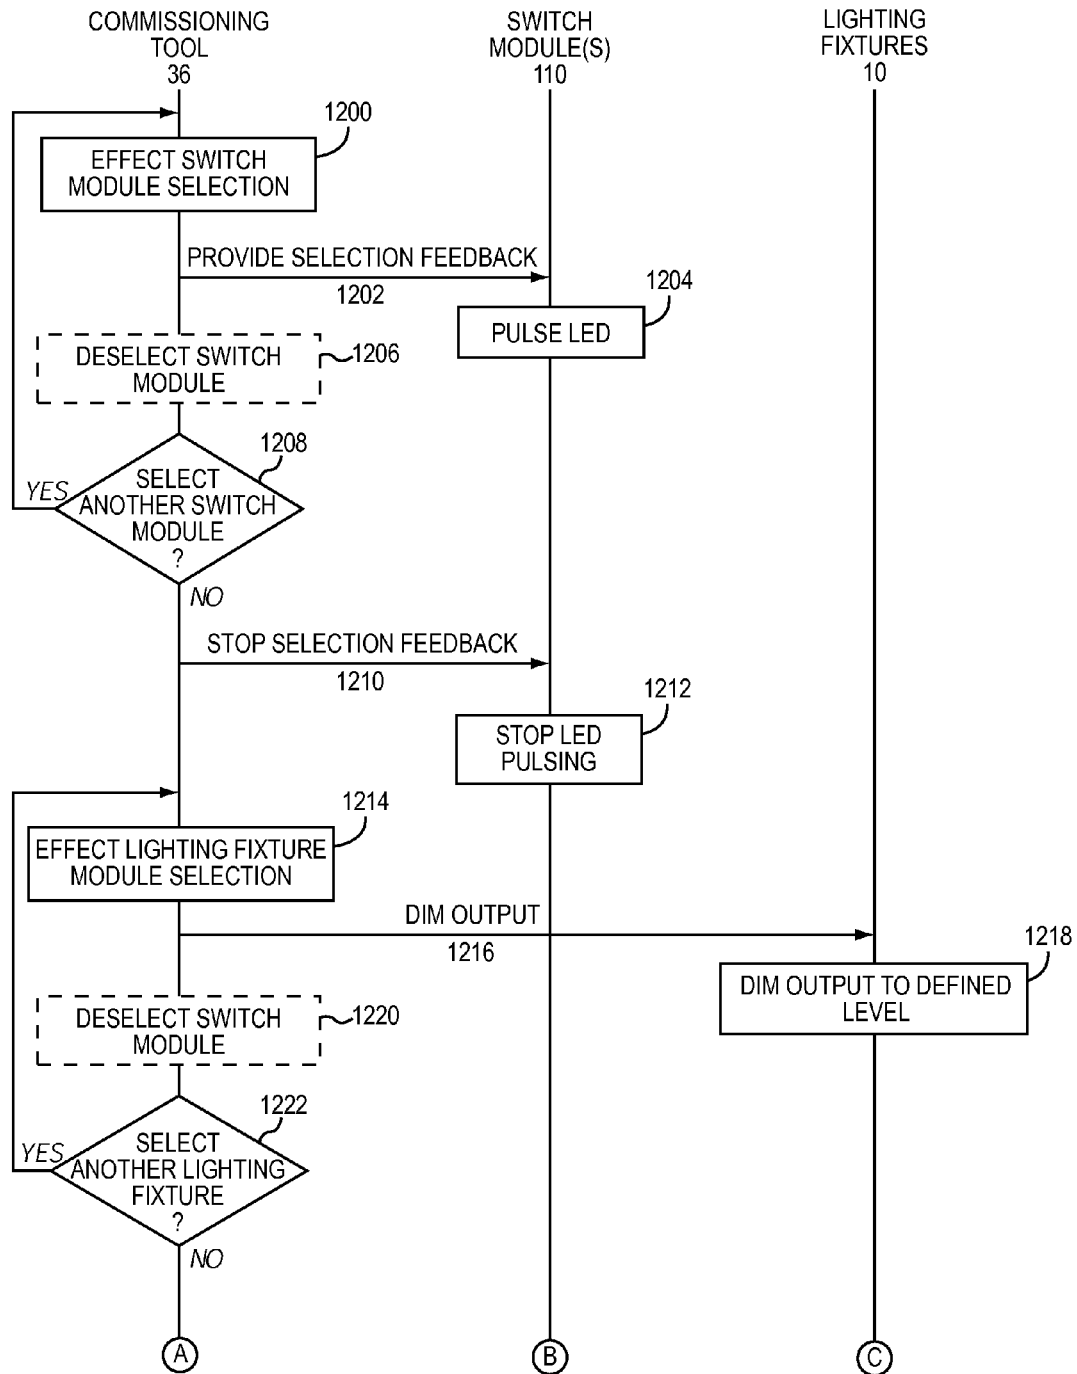 COMMISSIONING
TOOL
36
SWITCH
MODULE(S)
110
LIGHTING
FIXTURES
10
1200
EFFECT SWITCH
MODULE SELECTION
PROVIDE SELECTION FEEDBACK
1202
1204
PULSE LED
DESELECT SWITCH
MODULE
1206
1208
SELECT
ANOTHER SWITCH
MODULE
?
YES
NO
STOP SELECTION FEEDBACK
1210
1212
STOP LED
PULSING
1214
EFFECT LIGHTING FIXTURE
MODULE SELECTION
DIM OUTPUT
1216
1218
DIM OUTPUT TO DEFINED
LEVEL
DESELECT SWITCH
MODULE
1220
1222
SELECT
ANOTHER LIGHTING
FIXTURE
?
YES
NO
A
B
C